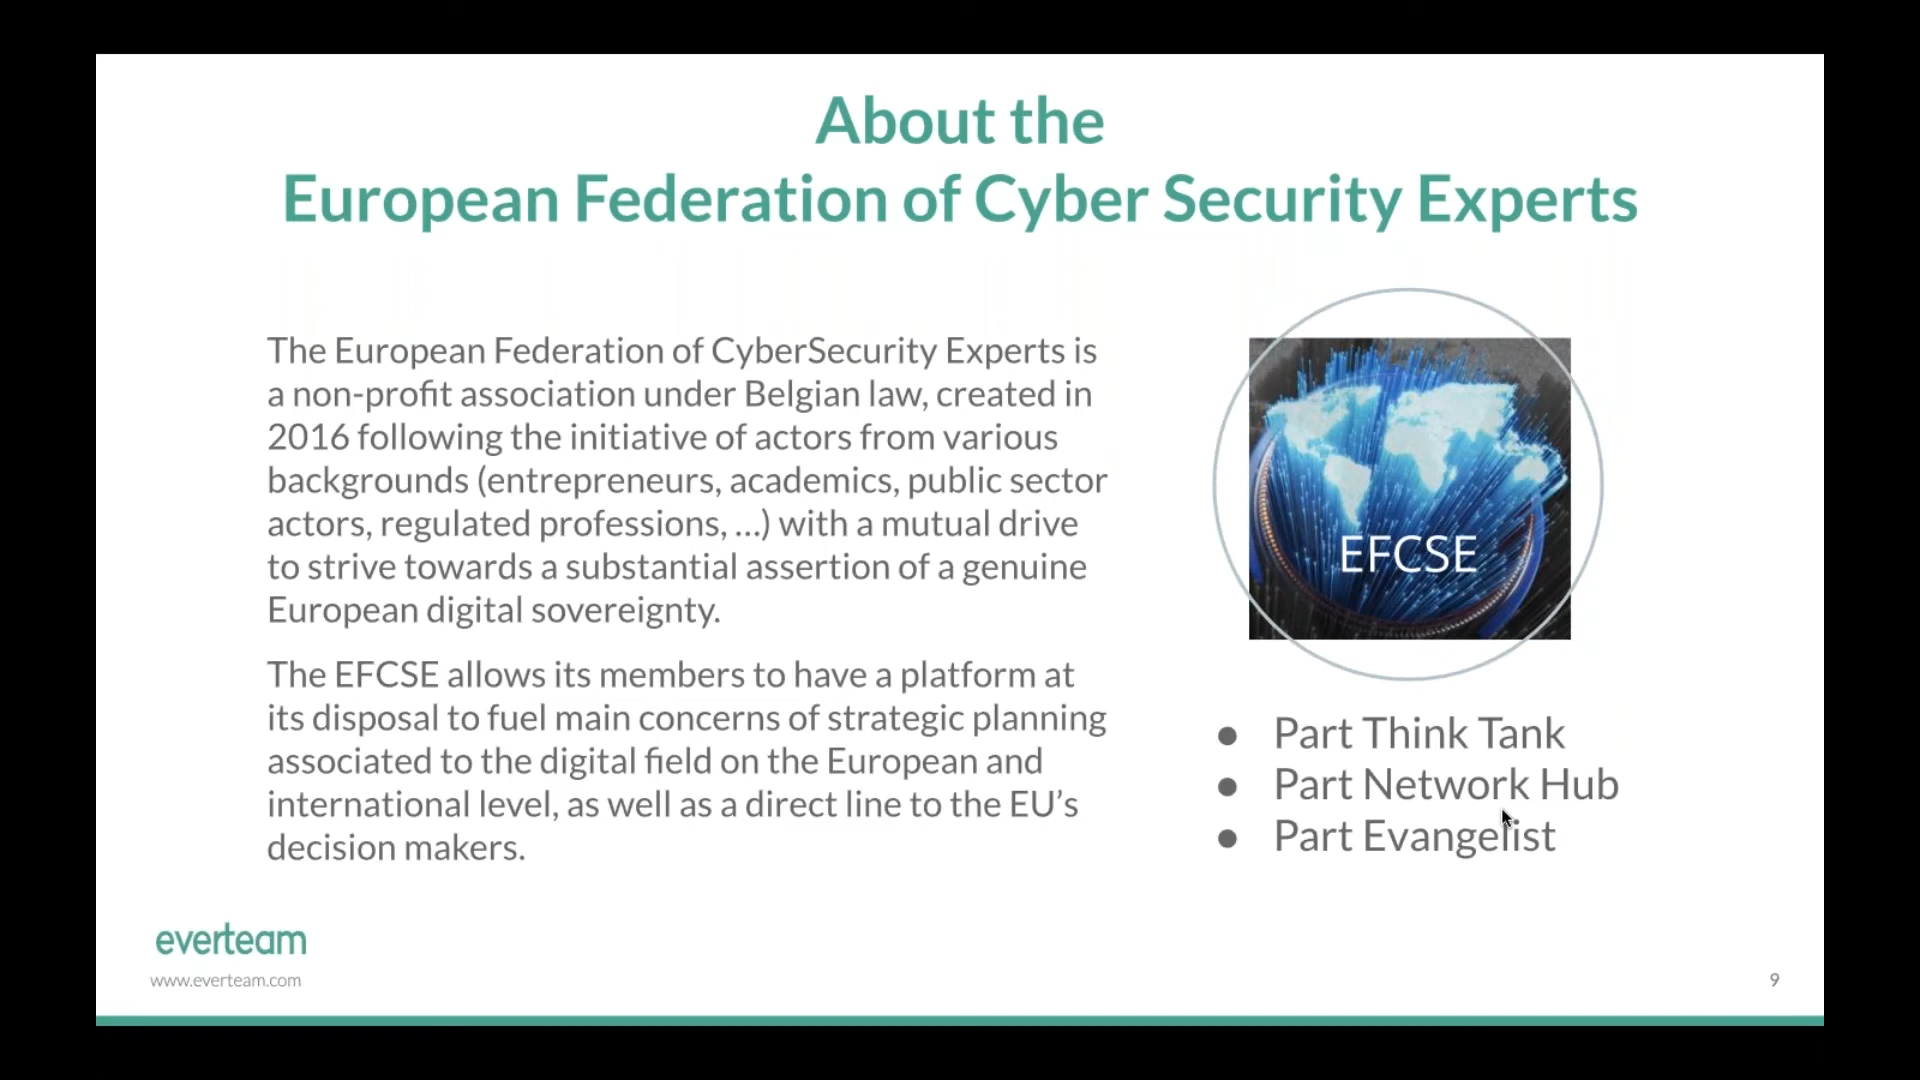 About the
European Federation of Cyber Security Experts
The European Federation of CyberSecurity Experts is
a non-profit association under Belgian law, created in
2016 following the initiative of actors from various
backgrounds (entrepreneurs, academics, public sector
actors, regulated professions, …) with a mutual drive
to strive towards a substantial assertion of a genuine
European digital sovereignty.
The EFCSE allows its members to have a platform at
its disposal to fuel main concerns of strategic planning
associated to the digital field on the European and
international level, as well as a direct line to the EU’s
decision makers.
EFCSE
● Part Think Tank
● Part Network Hub
● Part Evangelist
everteam
www.everteam.com
9